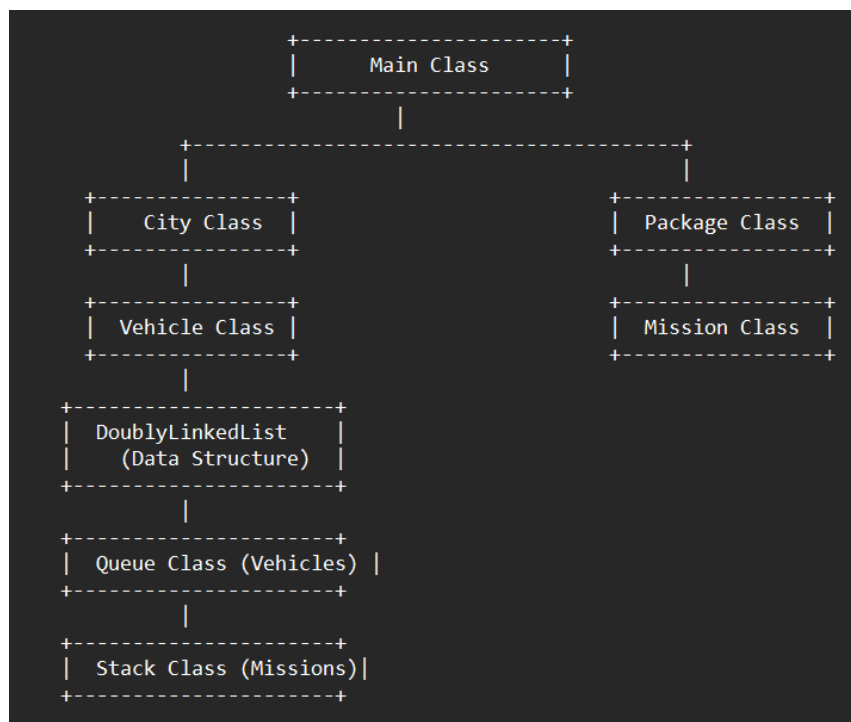 Main Class
City Class
Package Class
Vehicle Class
Mission Class
DoublyLinkedList
(Data Structure)
Queue Class (Vehicles)
Stack Class (Missions)